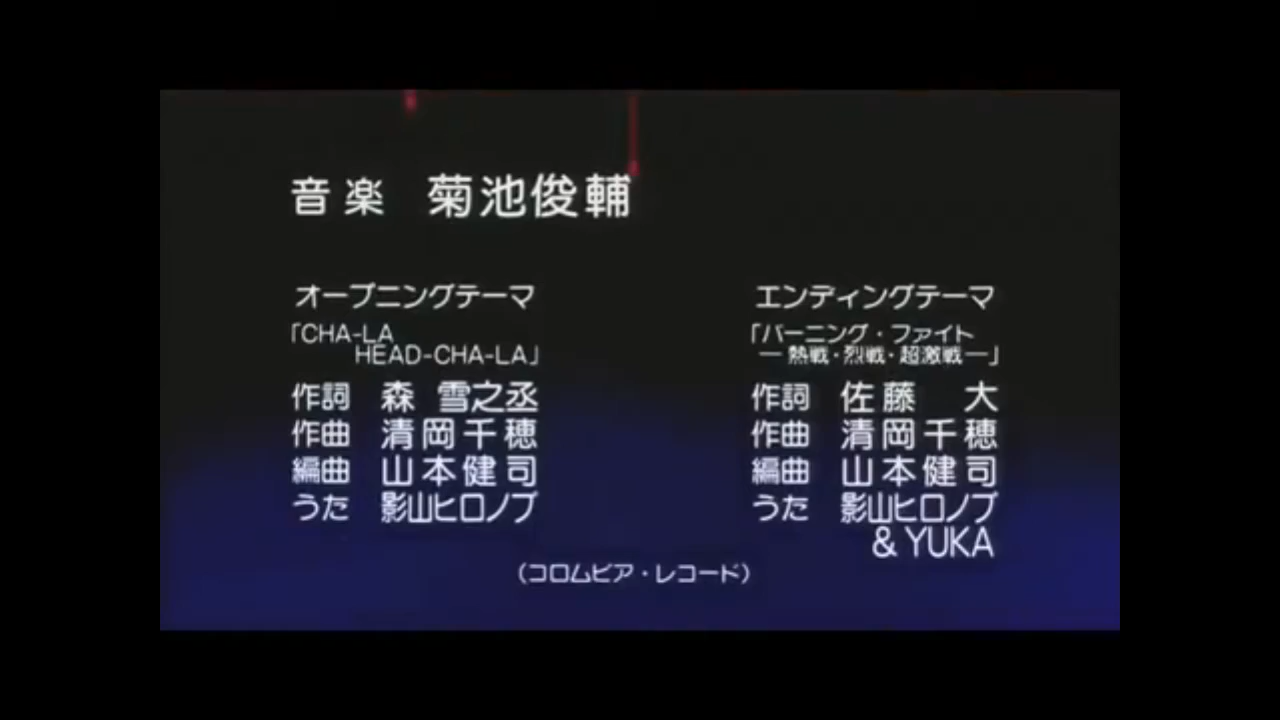 音楽 菊池俊輔
オープニングテーマ
「CHA-LA
HEAD-CHA-LA」
作詞 森 雪之丞
作曲 清岡千穂
編曲 山本健司
うた 影山ヒロノブ
エンディングテーマ
「バーニング・ファイト
―熱戦・烈戦・超激戦―」
作詞 佐藤 大
作曲 清岡千穂
編曲 山本健司
うた 影山ヒロノブ
& YUKA
(コロムビア・レコード)